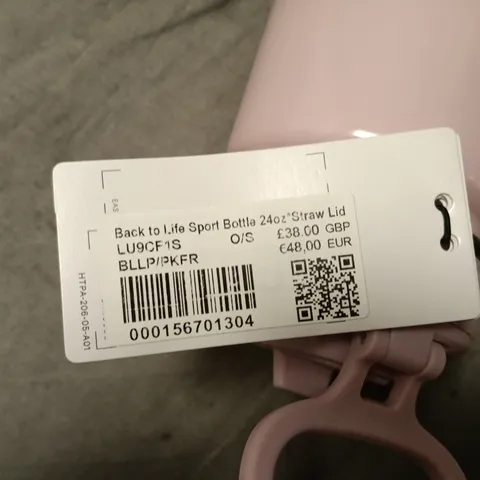 Back to Life Sport Bottle 24oz*Straw Lid
LU9CF1S O/S £38.00 GBP
BLLP/PKFR €48,00 EUR
000156701304
HTPA-206-05-A01
EAS